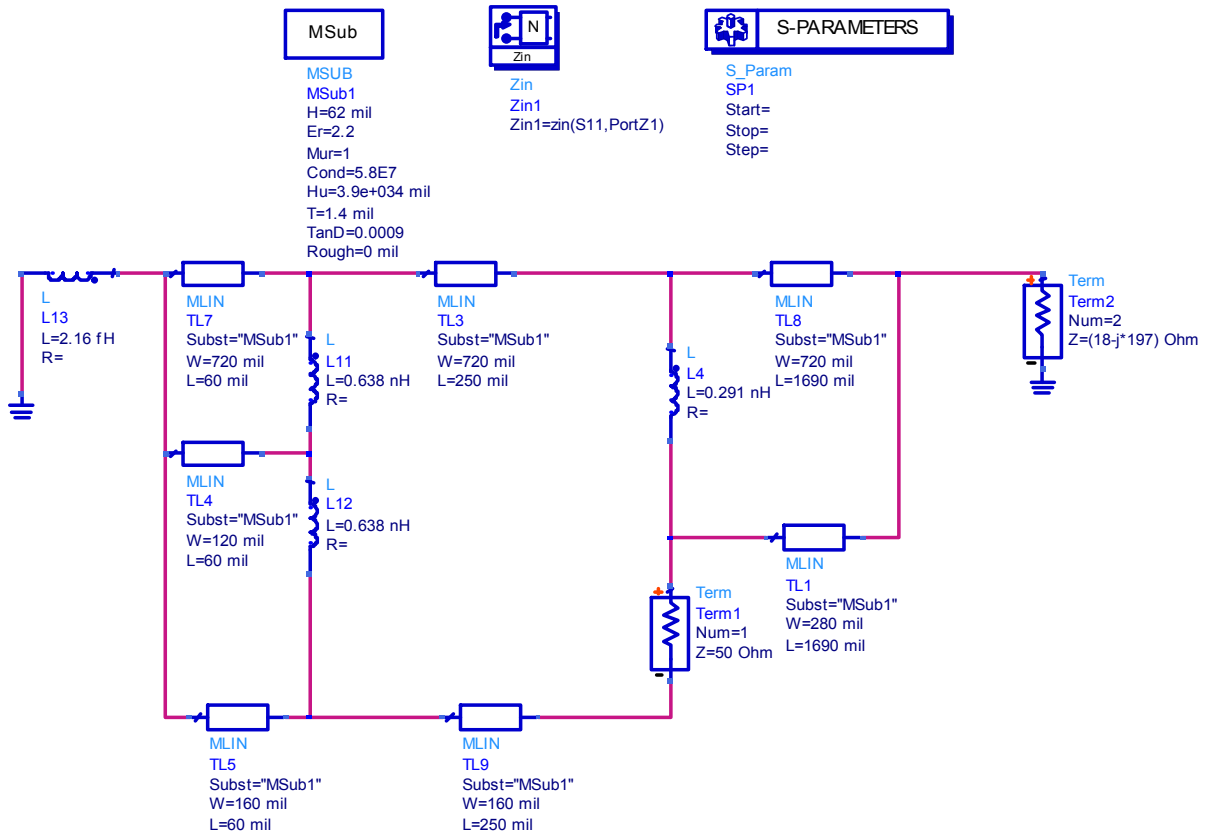 MSub
MSUB
MSub1
H=62 mil
Er=2.2
Mur=1
Cond=5.8E7
Hu=3.9e+034 mil
T=1.4 mil
TanD=0.0009
Rough=0 mil
N
Zin
Zin
Zin1
Zin1=zin(S11,PortZ1)
S-PARAMETERS
S_Param
SP1
Start=
Stop=
Step=
L
L13
L=2.16 fH
R=
MLIN
TL7
Subst="MSub1"
W=720 mil
L=60 mil
L
L11
L=0.638 nH
R=
MLIN
TL3
Subst="MSub1"
W=720 mil
L=250 mil
L
L4
L=0.291 nH
R=
MLIN
TL8
Subst="MSub1"
W=720 mil
L=1690 mil
Term
Term2
Num=2
Z=(18-j*197) Ohm
MLIN
TL4
Subst="MSub1"
W=120 mil
L=60 mil
L
L12
L=0.638 nH
R=
Term
Term1
Num=1
Z=50 Ohm
MLIN
TL1
Subst="MSub1"
W=280 mil
L=1690 mil
MLIN
TL5
Subst="MSub1"
W=160 mil
L=60 mil
MLIN
TL9
Subst="MSub1"
W=160 mil
L=250 mil